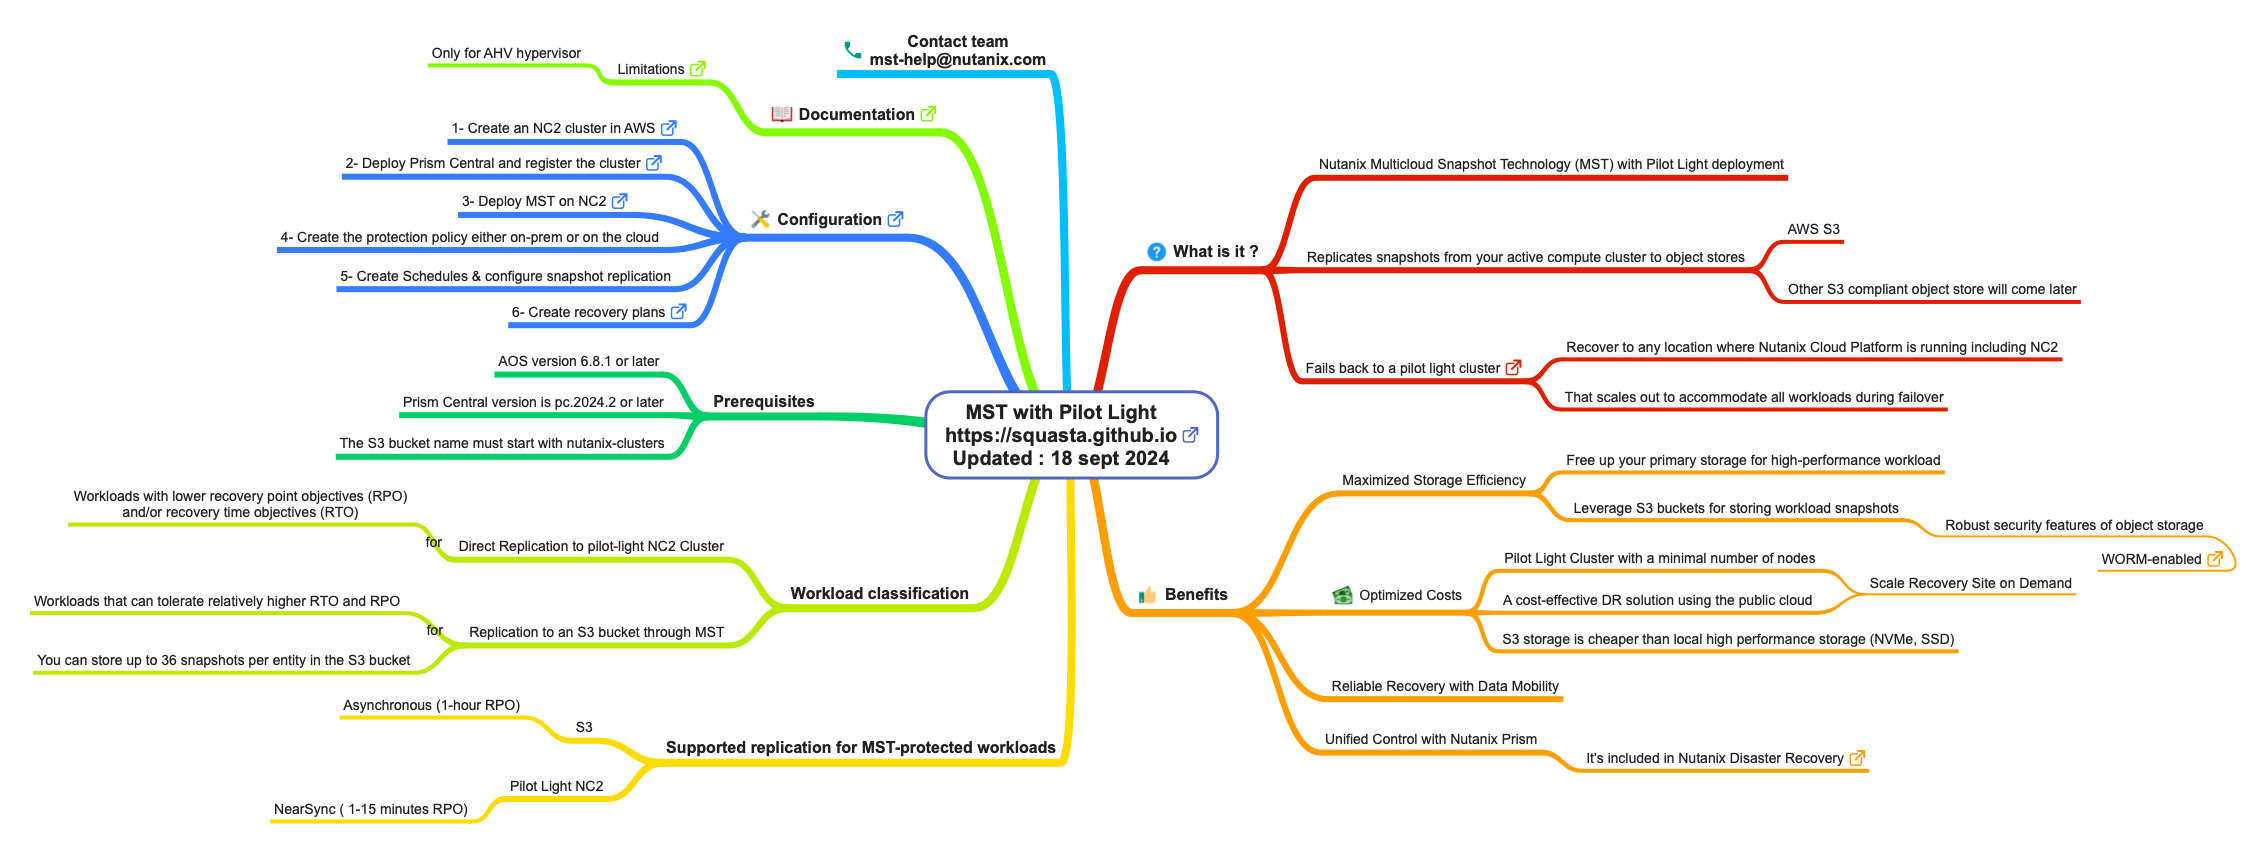 MST with Pilot Light
https://squasta.github.io
Updated : 18 sept 2024
Contact team
mst-help@nutanix.com
Documentation
Limitations
Only for AHV hypervisor
Configuration
1- Create an NC2 cluster in AWS
2- Deploy Prism Central and register the cluster
3- Deploy MST on NC2
4- Create the protection policy either on-prem or on the cloud
5- Create Schedules & configure snapshot replication
6- Create recovery plans
Prerequisites
AOS version 6.8.1 or later
Prism Central version is pc.2024.2 or later
The S3 bucket name must start with nutanix-clusters
Workload classification
Direct Replication to pilot-light NC2 Cluster
for
Workloads with lower recovery point objectives (RPO)
and/or recovery time objectives (RTO)
Replication to an S3 bucket through MST
for
Workloads that can tolerate relatively higher RTO and RPO
You can store up to 36 snapshots per entity in the S3 bucket
Supported replication for MST-protected workloads
S3
Asynchronous (1-hour RPO)
Pilot Light NC2
NearSync ( 1-15 minutes RPO)
What is it ?
Nutanix Multicloud Snapshot Technology (MST) with Pilot Light deployment
Replicates snapshots from your active compute cluster to object stores
AWS S3
Other S3 compliant object store will come later
Fails back to a pilot light cluster
Recover to any location where Nutanix Cloud Platform is running including NC2
That scales out to accommodate all workloads during failover
Benefits
Maximized Storage Efficiency
Free up your primary storage for high-performance workload
Leverage S3 buckets for storing workload snapshots
Robust security features of object storage
WORM-enabled
Optimized Costs
Pilot Light Cluster with a minimal number of nodes
A cost-effective DR solution using the public cloud
Scale Recovery Site on Demand
S3 storage is cheaper than local high performance storage (NVMe, SSD)
Reliable Recovery with Data Mobility
Unified Control with Nutanix Prism
It's included in Nutanix Disaster Recovery